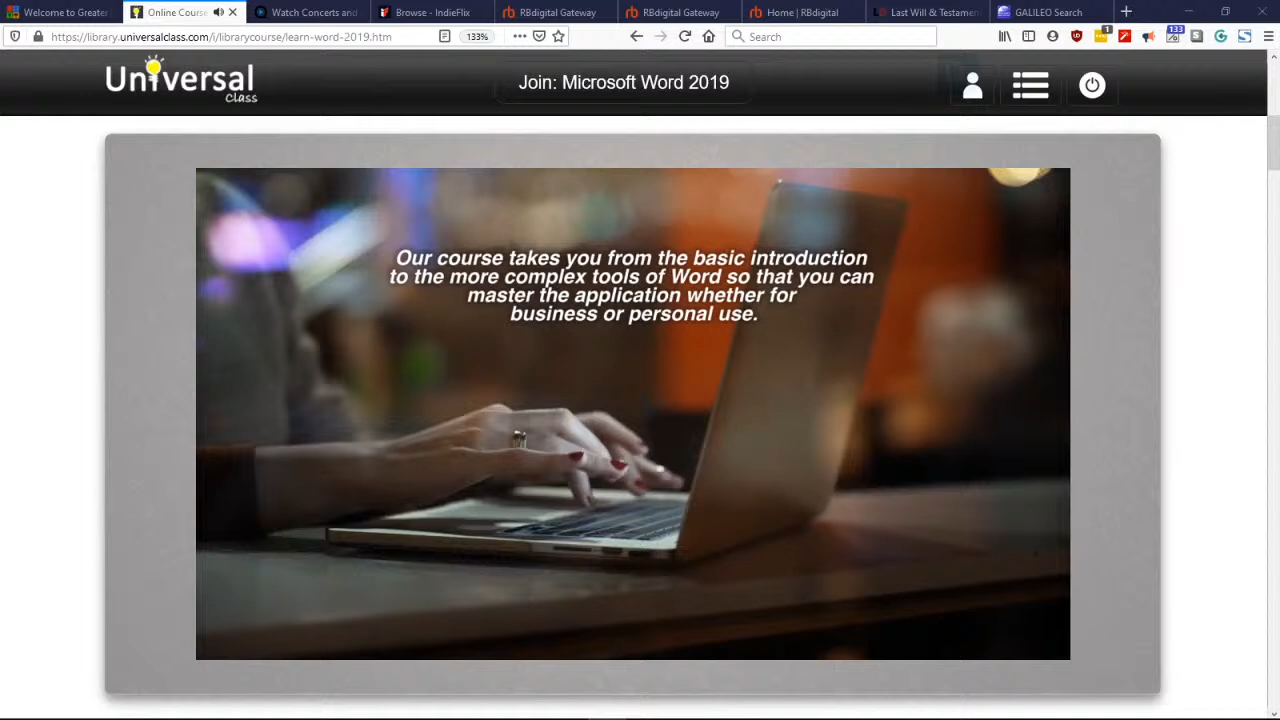 Welcome to Greater
Online Course
Watch Concerts and
Browse - IndieFlix
RBdigital Gateway
RBdigital Gateway
Home | RBdigital
Last Will & Testamen
GALILEO Search
https://library.universalclass.com/i/librarycourse/learn-word-2019.htm
133%
Search
1
133
Universal
Class
Join: Microsoft Word 2019
Our course takes you from the basic introduction
to the more complex tools of Word so that you can
master the application whether for
business or personal use.